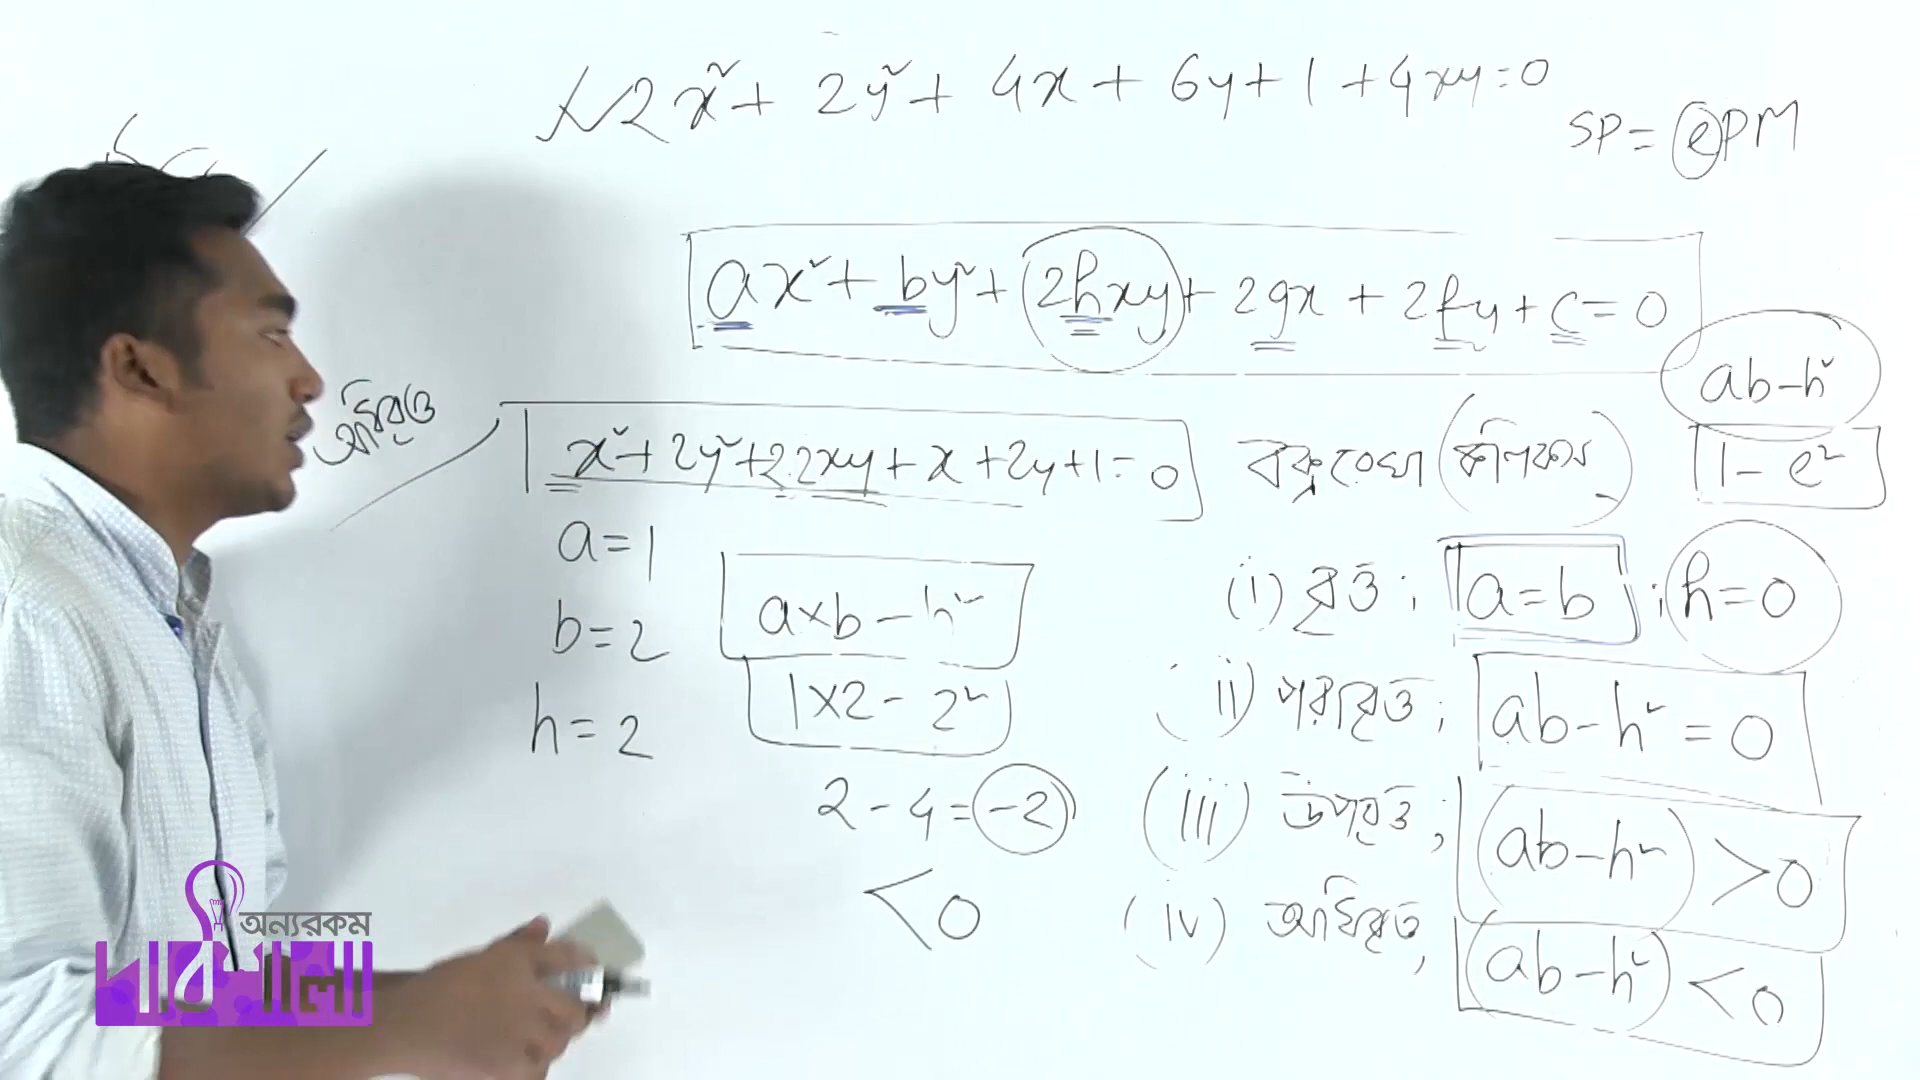 2x² + 2y² + 4x + 6y + 1 + 4xy = 0
SP = ePM
ax² + by² + 2hxy + 2gx + 2fy + c = 0
ab - h²
1 - e²
অধিবৃত্ত
x² + 2y² + 2.2xy + x + 2y + 1 = 0
বক্ররেখা (কনিকস)
a = 1
b = 2
h = 2
a×b - h²
1×2 - 2²
2 - 4 = -2
< 0
(i) বৃত্ত ; a = b ; h = 0
(ii) পরাবৃত্ত ; ab - h² = 0
(iii) উপবৃত্ত ; (ab - h²) > 0
(iv) অধিবৃত্ত, (ab - h²) < 0
অন্যরকম
পাঠশালা